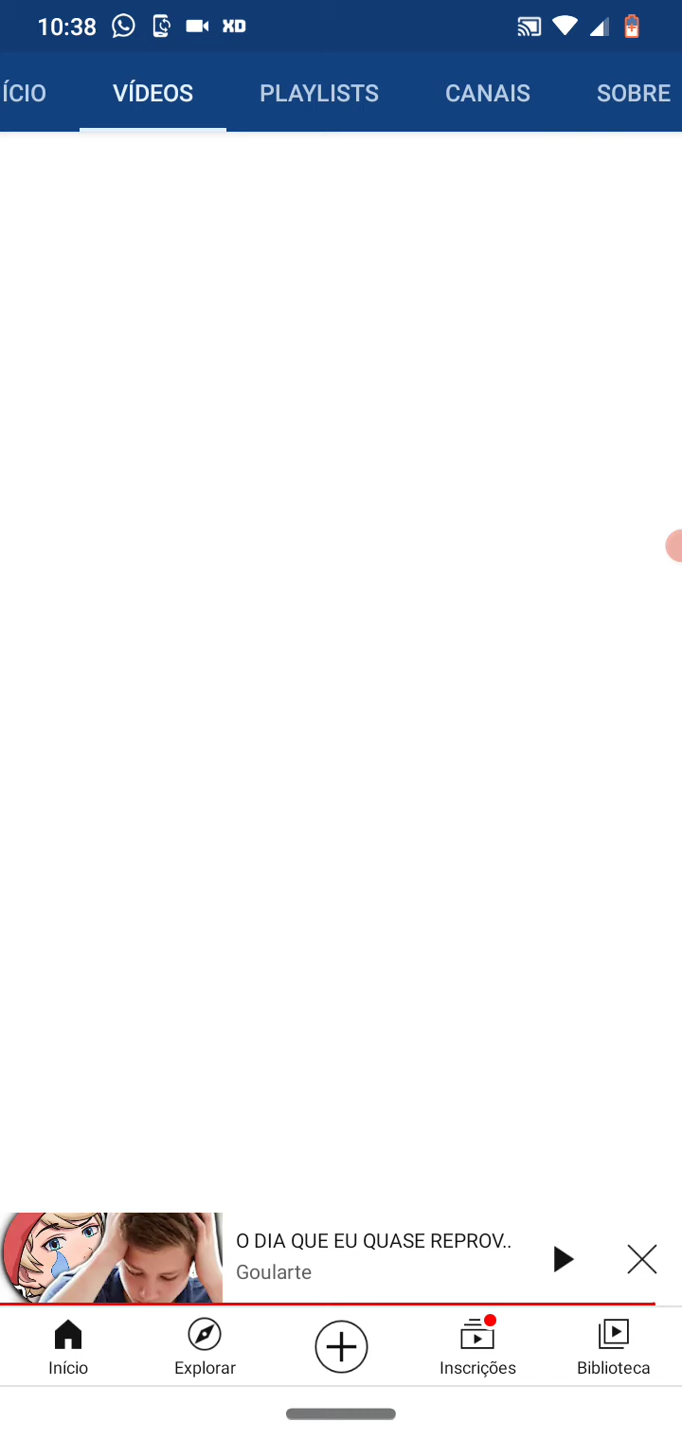 10:38 XD
ÍCIO VÍDEOS PLAYLISTS CANAIS SOBRE
O DIA QUE EU QUASE REPROV..
Goularte
Início Explorar Inscrições Biblioteca